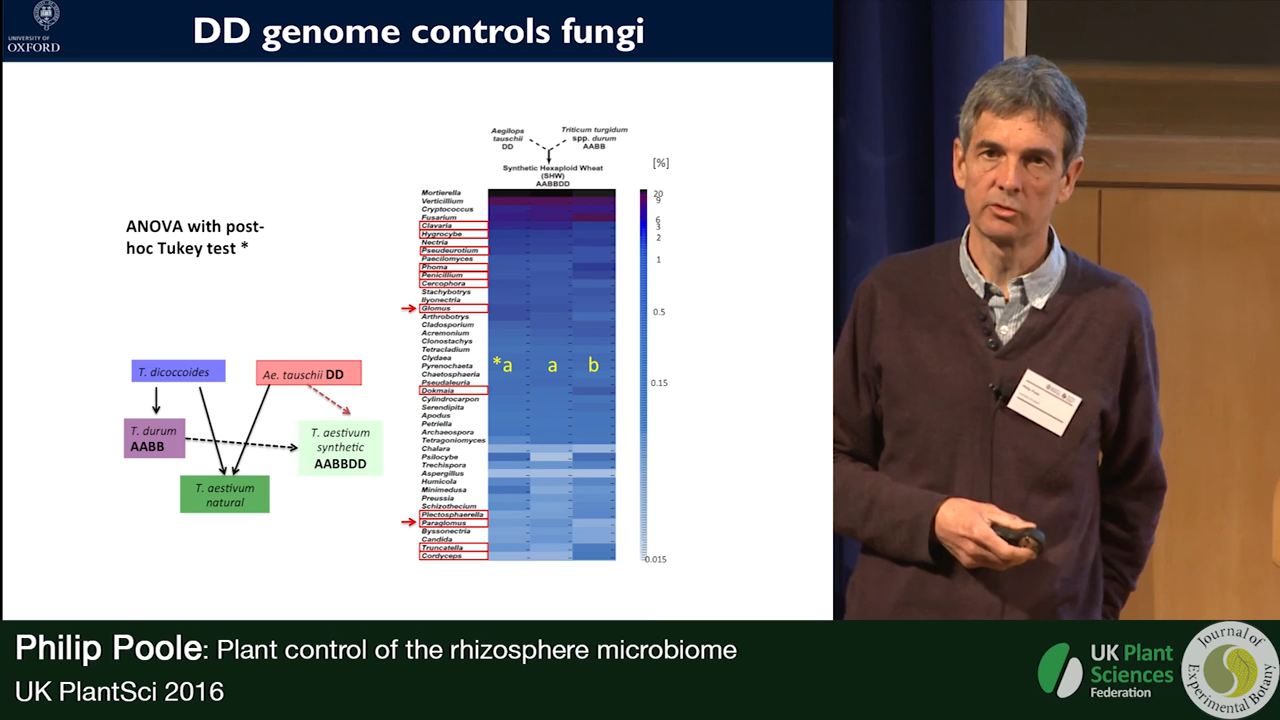 UNIVERSITY OF
OXFORD
DD genome controls fungi
ANOVA with post-
hoc Tukey test *
T. dicoccoides
Ae. tauschii DD
T. durum
AABB
T. aestivum
synthetic
AABBDD
T. aestivum
natural
Aegilops
tauschii
DD
Triticum turgidum
spp. durum
AABB
Synthetic Hexaploid Wheat
(SHW)
AABBDD
[%]
Mortierella
Verticillium
Cryptococcus
Fusarium
Clavaria
Hygrocybe
Nectria
Pseudeurotium
Paecilomyces
Phoma
Penicillium
Cercophora
Stachybotrys
Ilyonectria
Glomus
Arthrobotrys
Cladosporium
Acremonium
Clonostachys
Tetracladium
Clydaea
Pyrenochaeta
Chaetosphaeria
Pseudaleuria
Dokmaia
Cylindrocarpon
Serendipita
Apodus
Petriella
Archaeospora
Tetragoniomyces
Chalara
Psilocybe
Trechispora
Aspergillus
Humicola
Minimedusa
Preussia
Schizothecium
Plectosphaerella
Paraglomus
Byssonectria
Candida
Truncatella
Cordyceps
*a a b
20
9
6
3
2
1
0.5
0.15
0.015
Philip Poole: Plant control of the rhizosphere microbiome
UK PlantSci 2016
UK Plant
Sciences
Federation
Journal of
Experimental Botany